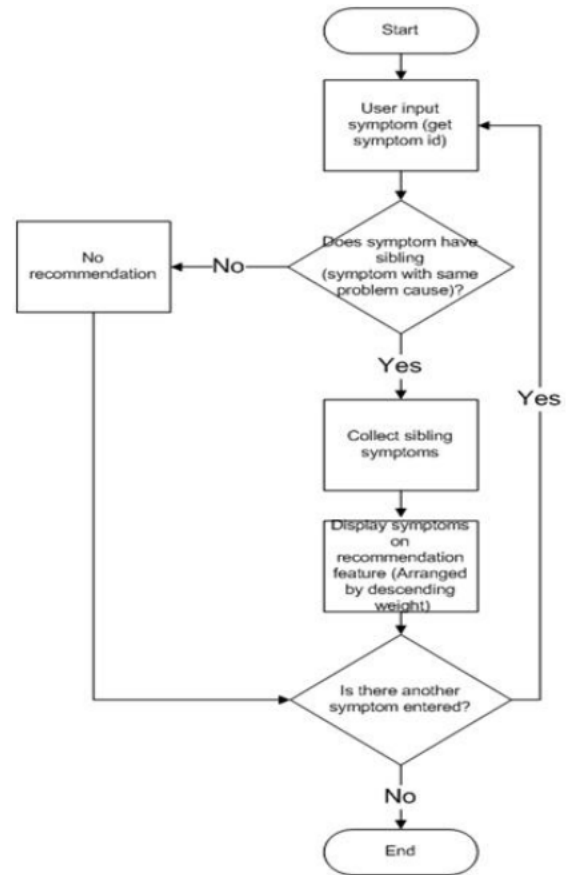 Start
User input
symptom (get
symptom id)
Does symptom have
sibling
(symptom with same
problem cause)?
No
No
recommendation
Yes
Yes
Collect sibling
symptoms
Display symptoms
on
recommendation
feature (Arranged
by descending
weight)
Is there another
symptom entered?
No
End